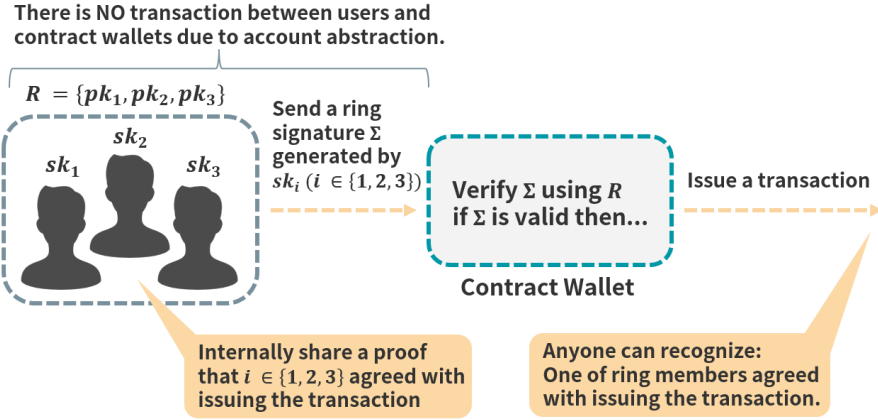 There is NO transaction between users and
contract wallets due to account abstraction.
R = {pk₁, pk₂, pk₃}
sk₁
sk₂
sk₃
Send a ring
signature Σ
generated by
skᵢ (i ∈ {1, 2, 3})
Verify Σ using R
if Σ is valid then...
Contract Wallet
Issue a transaction
Internally share a proof
that i ∈ {1, 2, 3} agreed with
issuing the transaction
Anyone can recognize:
One of ring members agreed
with issuing the transaction.